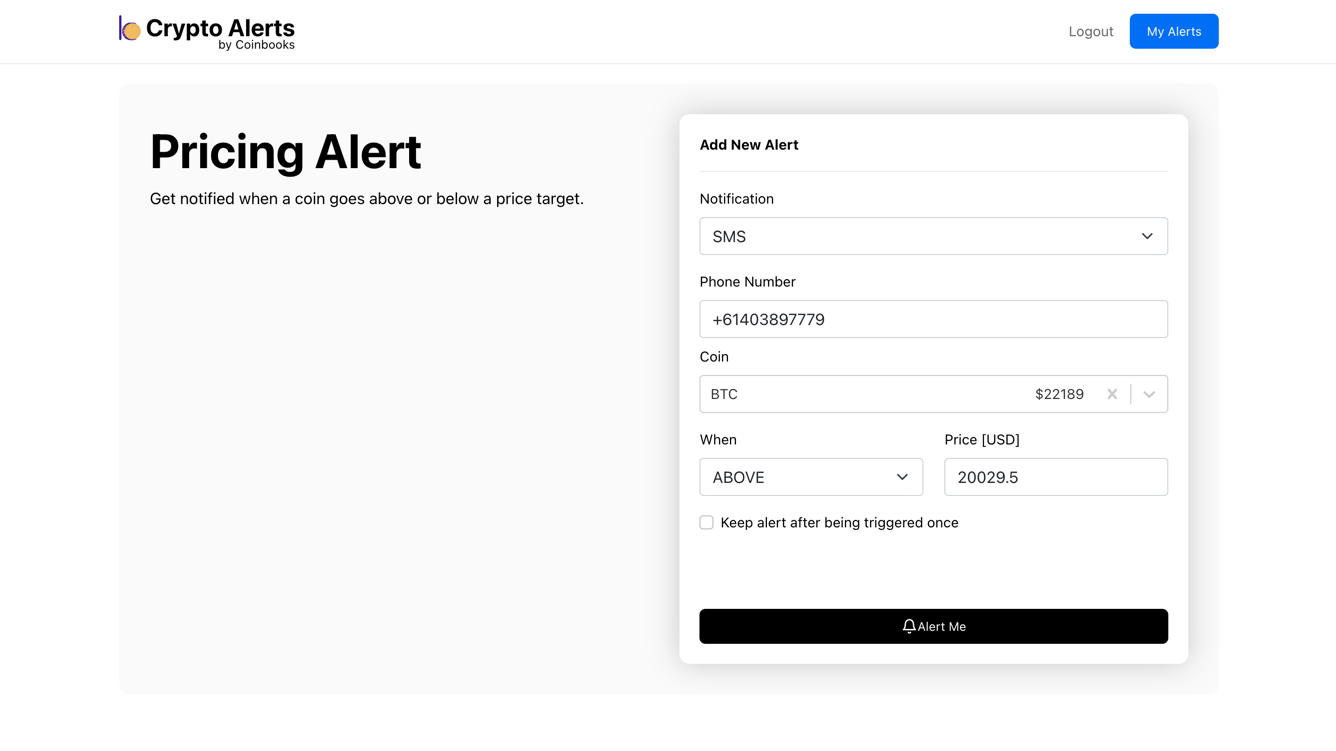 Crypto Alerts
by Coinbooks
Logout
My Alerts
Pricing Alert
Get notified when a coin goes above or below a price target.
Add New Alert
Notification
SMS
Phone Number
+61403897779
Coin
BTC $22189
When Price [USD]
ABOVE 20029.5
Keep alert after being triggered once
Alert Me